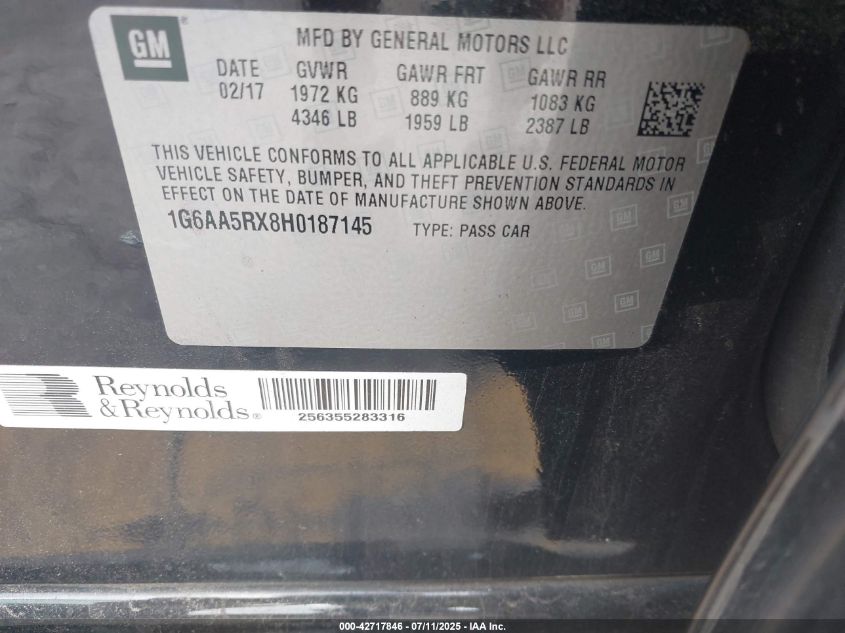 GM
MFD BY GENERAL MOTORS LLC
DATE GVWR GAWR FRT GAWR RR
02/17 1972 KG 889 KG 1083 KG
4346 LB 1959 LB 2387 LB
THIS VEHICLE CONFORMS TO ALL APPLICABLE U.S. FEDERAL MOTOR
VEHICLE SAFETY, BUMPER, AND THEFT PREVENTION STANDARDS IN
EFFECT ON THE DATE OF MANUFACTURE SHOWN ABOVE.
1G6AA5RX8H0187145 TYPE: PASS CAR
Reynolds
&Reynolds®
256355283316
000-42717846 - 07/11/2025 - IAA Inc.